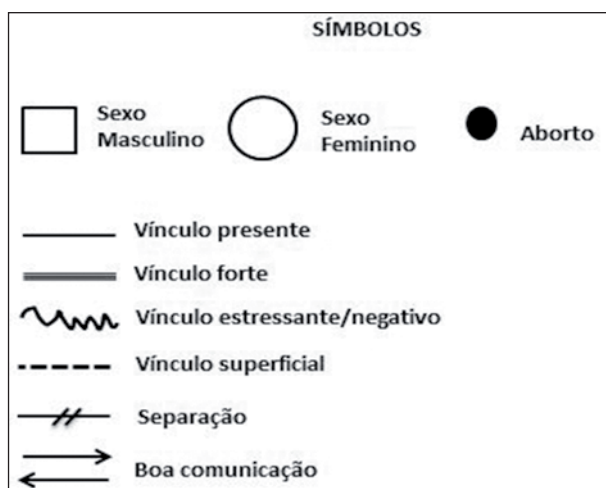 SÍMBOLOS
Sexo
Masculino
Sexo
Feminino
Aborto
Vínculo presente
Vínculo forte
Vínculo estressante/negativo
Vínculo superficial
Separação
Boa comunicação